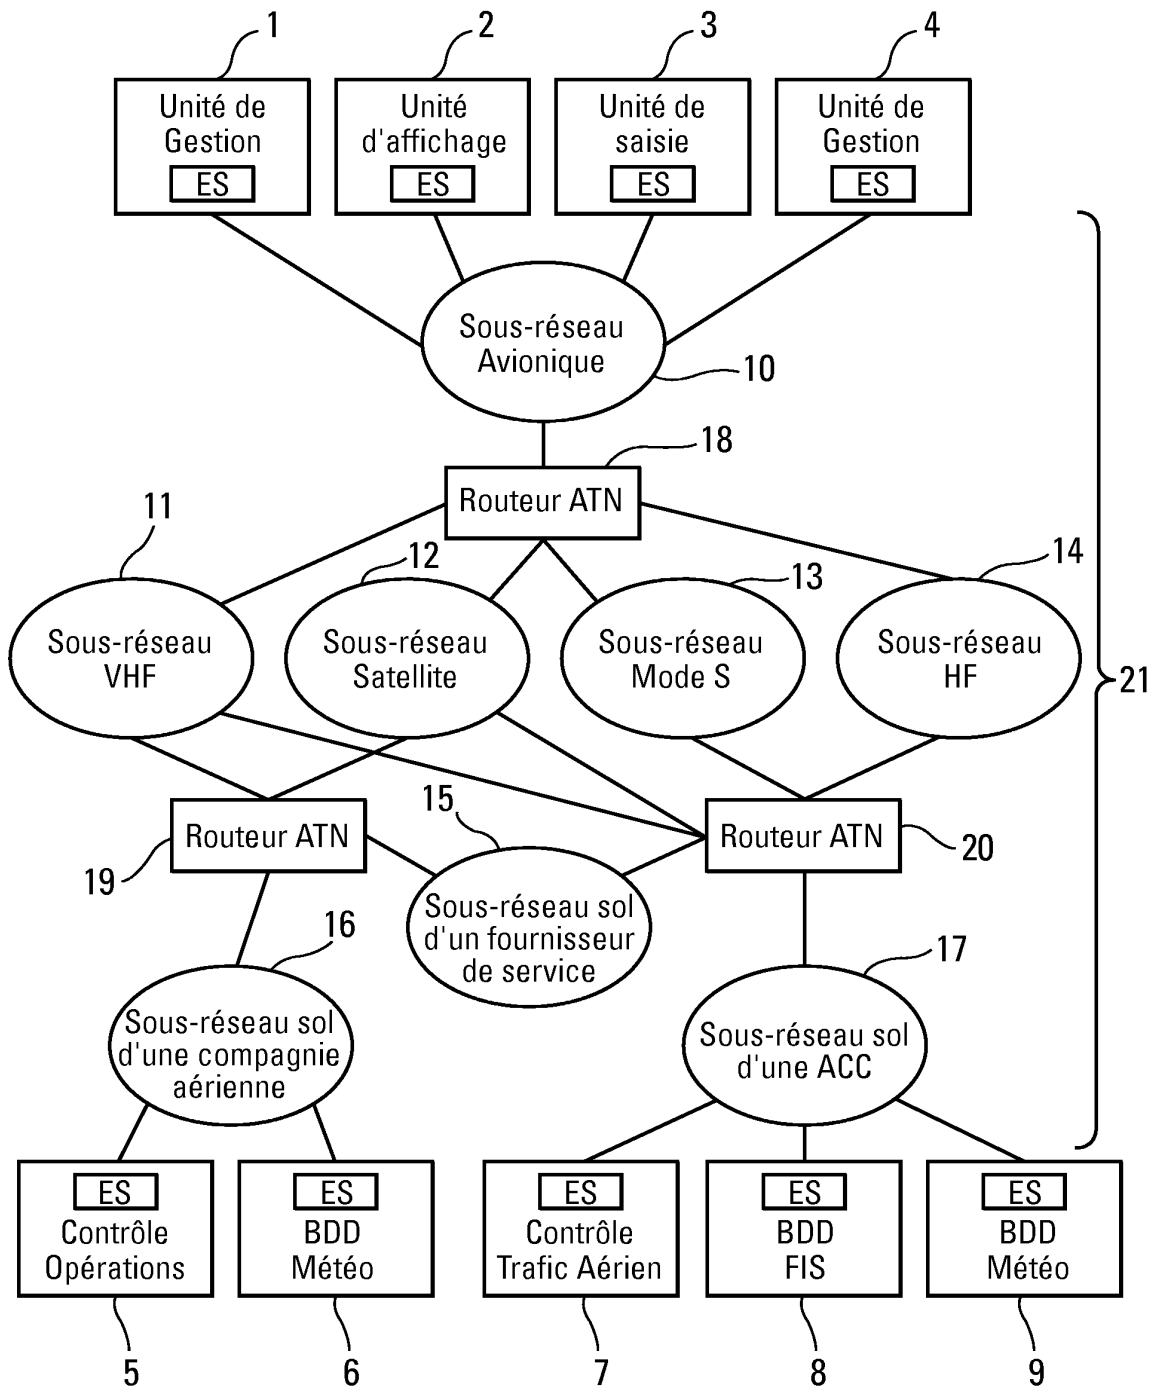 1
2
3
4
Unité de
Gestion
ES
Unité
d'affichage
ES
Unité de
saisie
ES
Unité de
Gestion
ES
Sous-réseau
Avionique
10
18
Routeur ATN
11
12
13
14
Sous-réseau
VHF
Sous-réseau
Satellite
Sous-réseau
Mode S
Sous-réseau
HF
21
15
Routeur ATN
19
Routeur ATN
20
Sous-réseau sol
d'un fournisseur
de service
16
17
Sous-réseau sol
d'une compagnie
aérienne
Sous-réseau sol
d'une ACC
ES
Contrôle
Opérations
ES
BDD
Météo
ES
Contrôle
Trafic Aérien
ES
BDD
FIS
ES
BDD
Météo
5
6
7
8
9